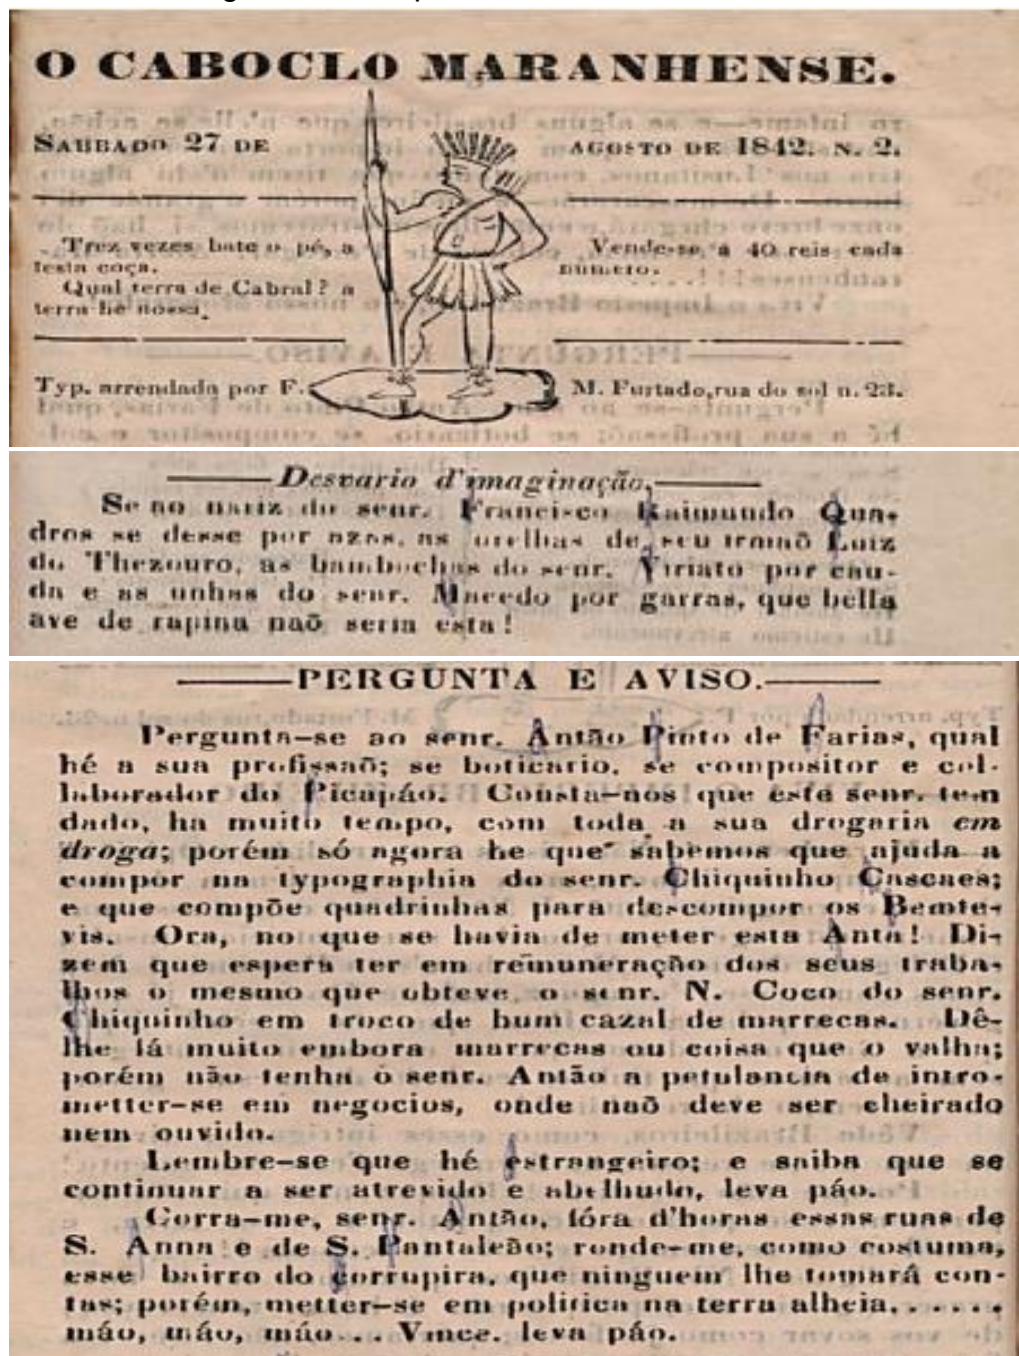 O CABOCLO MARANHENSE.
SABBADO 27 DE
AGOSTO DE 1842. N. 2.
Trez vezes bate o pé, a
testa coça.
Qual terra de Cabral? a
terra hé nossa.
Vende-se, á 40 reis cada
numero.
Typ. arrendada por F.
M. Furtado, rua do sol n. 23.
Desvario d'imaginação.
Se ao nariz do senr. Francisco Raimundo Qua-
dros se desse por azas, as orelhas de seu irmaõ Luiz
do Thezouro, as bambochas do senr. Viriato por cau-
da e as unhas do senr. Macedo por garras, que bella
ave de rapina naõ seria esta!
PERGUNTA E AVISO.
Pergunta-se ao senr. Antão Pinto de Farias, qual
hé a sua profissaõ; se boticario, se compositor e col-
laborador do Picapáo. Consta-nos que este senr. tem
dado, ha muito tempo, com toda a sua drogaria em
droga; porém só agora he que sabemos que ajuda a
compor na typographia do senr. Chiquinho Cascaes;
e que compõe quadrinhas para descompor os Bemte-
vis. Ora, no que se havia de meter esta Anta! Di-
zem que espera ter em remuneração dos seus traba-
lhos o mesmo que obteve o senr. N. Coco do senr.
Chiquinho em troco de hum cazal de marrecas. Dê-
lhe lá muito embora marrecas ou coisa que o valha;
porém não tenha o senr. Antão a petulancia de intro-
metter-se em negocios, onde naõ deve ser cheirado
nem ouvido.
Lembre-se que hé estrangeiro; e saiba que se
continuar a ser atrevido e abelhudo, leva páo.
Corra-me, senr. Antão, fóra d'horas essas ruas de
S. Anna e de S. Pantaleão; ronde-me, como costuma,
esse bairro do corrupira, que ninguem lhe tomará con-
tas; porém, metter-se em politica na terra alheia......
máo, máo, máo... Vmce. leva páo.